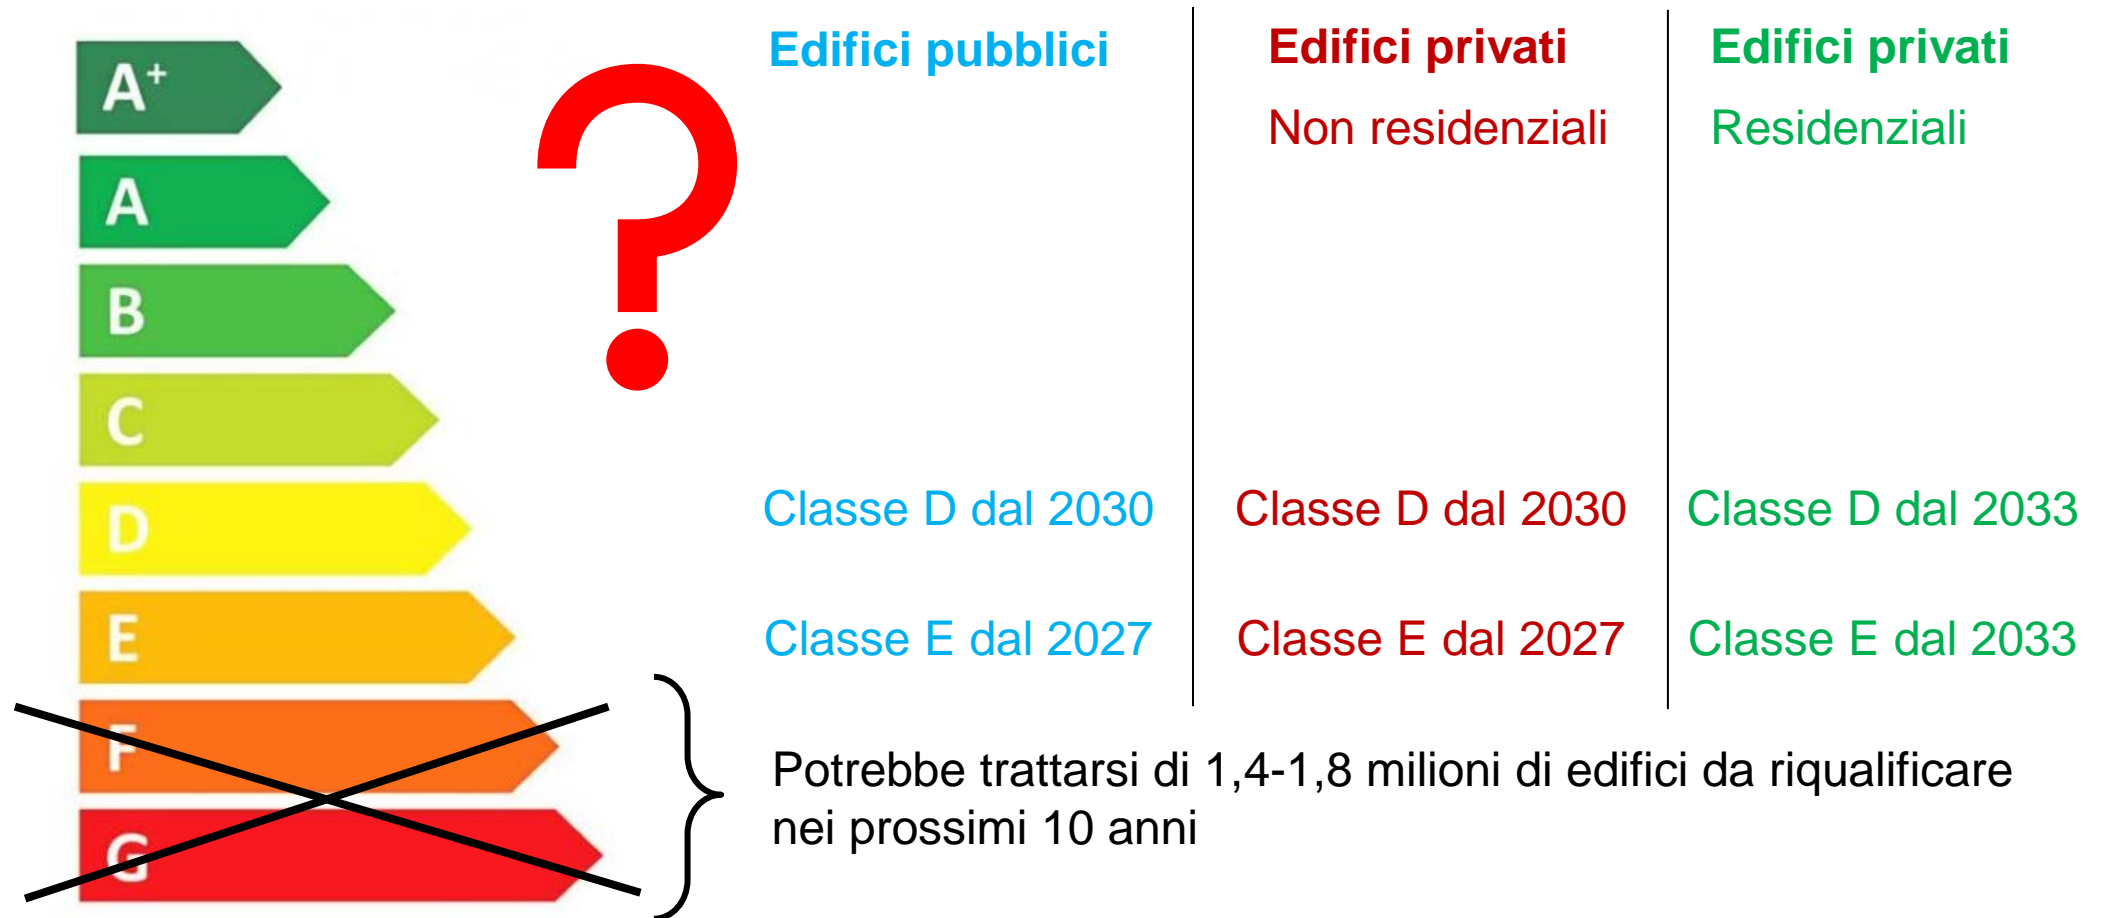 A+
A
B
C
D
E
F
G
?
Edifici pubblici
Classe D dal 2030
Classe E dal 2027
Edifici privati
Non residenziali
Classe D dal 2030
Classe E dal 2027
Edifici privati
Residenziali
Classe D dal 2033
Classe E dal 2033
Potrebbe trattarsi di 1,4-1,8 milioni di edifici da riqualificare
nei prossimi 10 anni